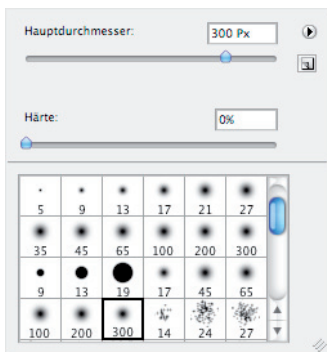 Hauptdurchmesser: 300 Px
Härte: 0%
5 9 13 17 21 27
35 45 65 100 200 300
9 13 19 17 45 65
100 200 300 14 24 27